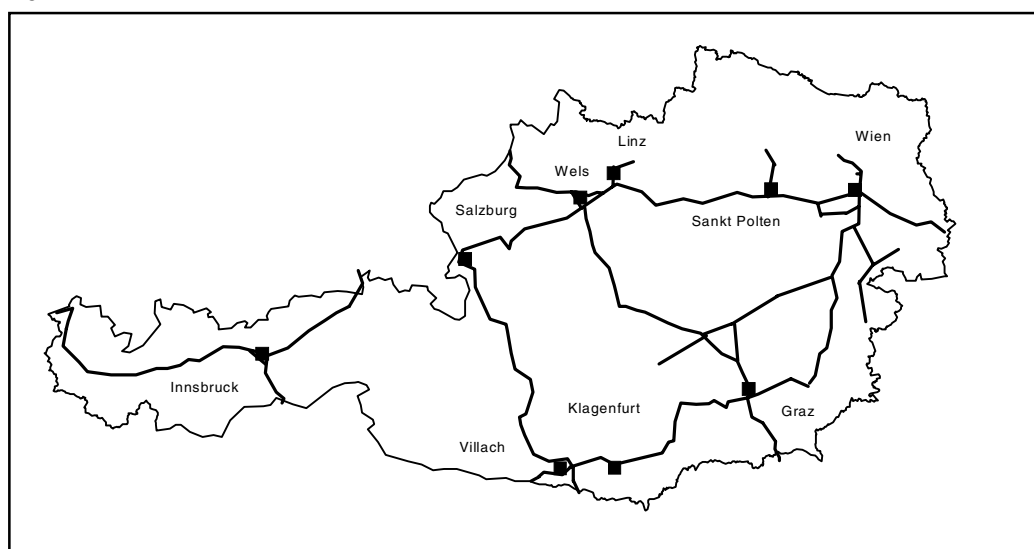 Linz
Wien
Wels
Salzburg
Sankt Polten
Innsbruck
Klagenfurt
Graz
Villach